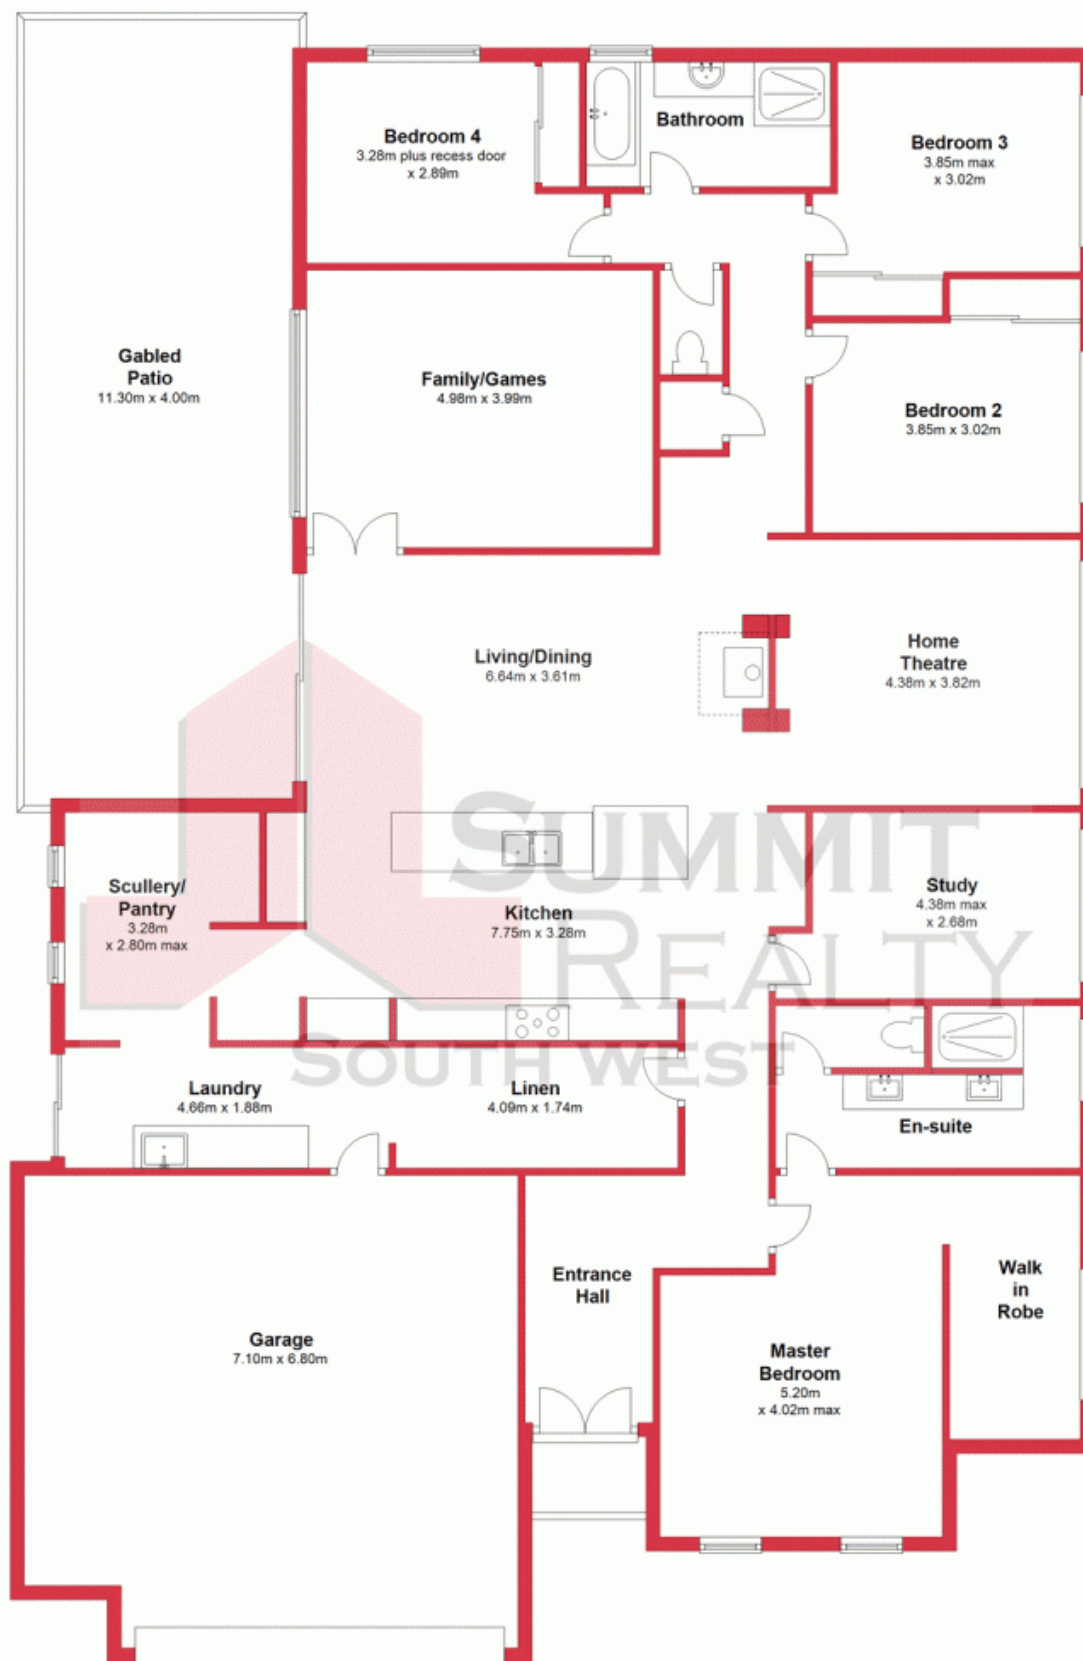 Bedroom 4
3.28m plus recess door
x 2.89m
Bathroom
Bedroom 3
3.85m max
x 3.02m
Gabled
Patio
11.30m x 4.00m
Family/Games
4.98m x 3.99m
Bedroom 2
3.85m x 3.02m
Living/Dining
6.64m x 3.61m
Home
Theatre
4.38m x 3.82m
Scullery/
Pantry
3.28m
x 2.80m max
Kitchen
7.75m x 3.28m
Study
4.38m max
x 2.68m
SUMMIT
REALTY
SOUTH WEST
Laundry
4.66m x 1.88m
Linen
4.09m x 1.74m
En-suite
Entrance
Hall
Walk
in
Robe
Garage
7.10m x 6.80m
Master
Bedroom
5.20m
x 4.02m max